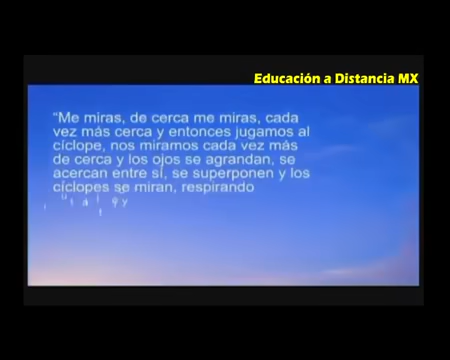 Educación a Distancia MX
“Me miras, de cerca me miras, cada
vez más cerca y entonces jugamos al
cíclope, nos miramos cada vez más
de cerca y los ojos se agrandan, se
acercan entre sí, se superponen y los
cíclopes se miran, respirando